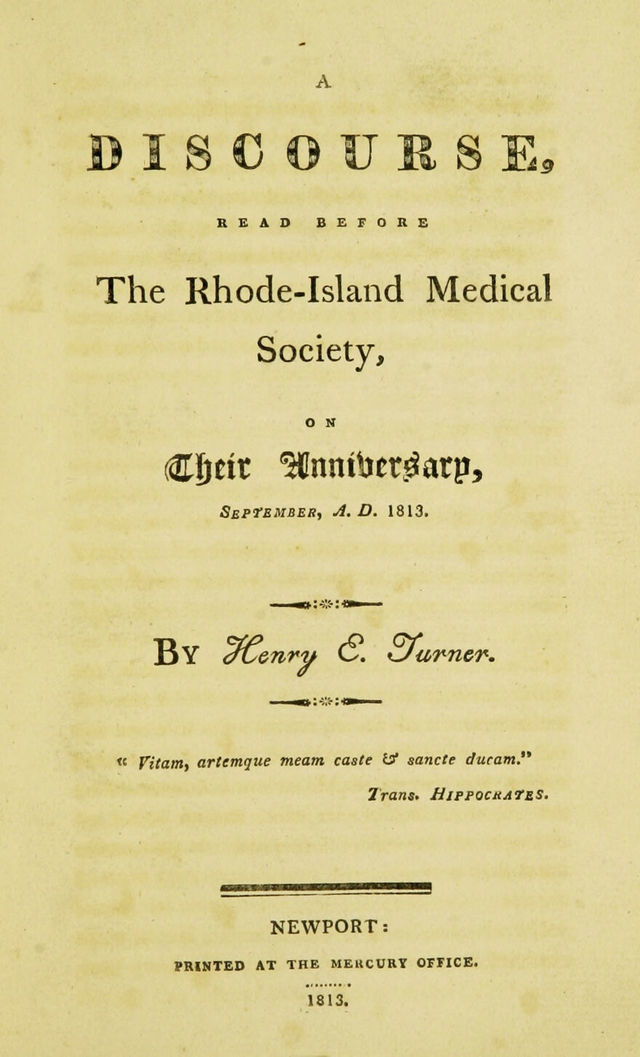 A
DISCOURSE,
READ BEFORE
The Rhode-Island Medical
Society,
ON
Their Anniversary,
SEPTEMBER, A. D. 1813.
BY Henry E. Turner.
“ Vitam, artemque meam caste & sancte ducam.”
Trans. HIPPOCRATES.
NEWPORT:
PRINTED AT THE MERCURY OFFICE.
1813.